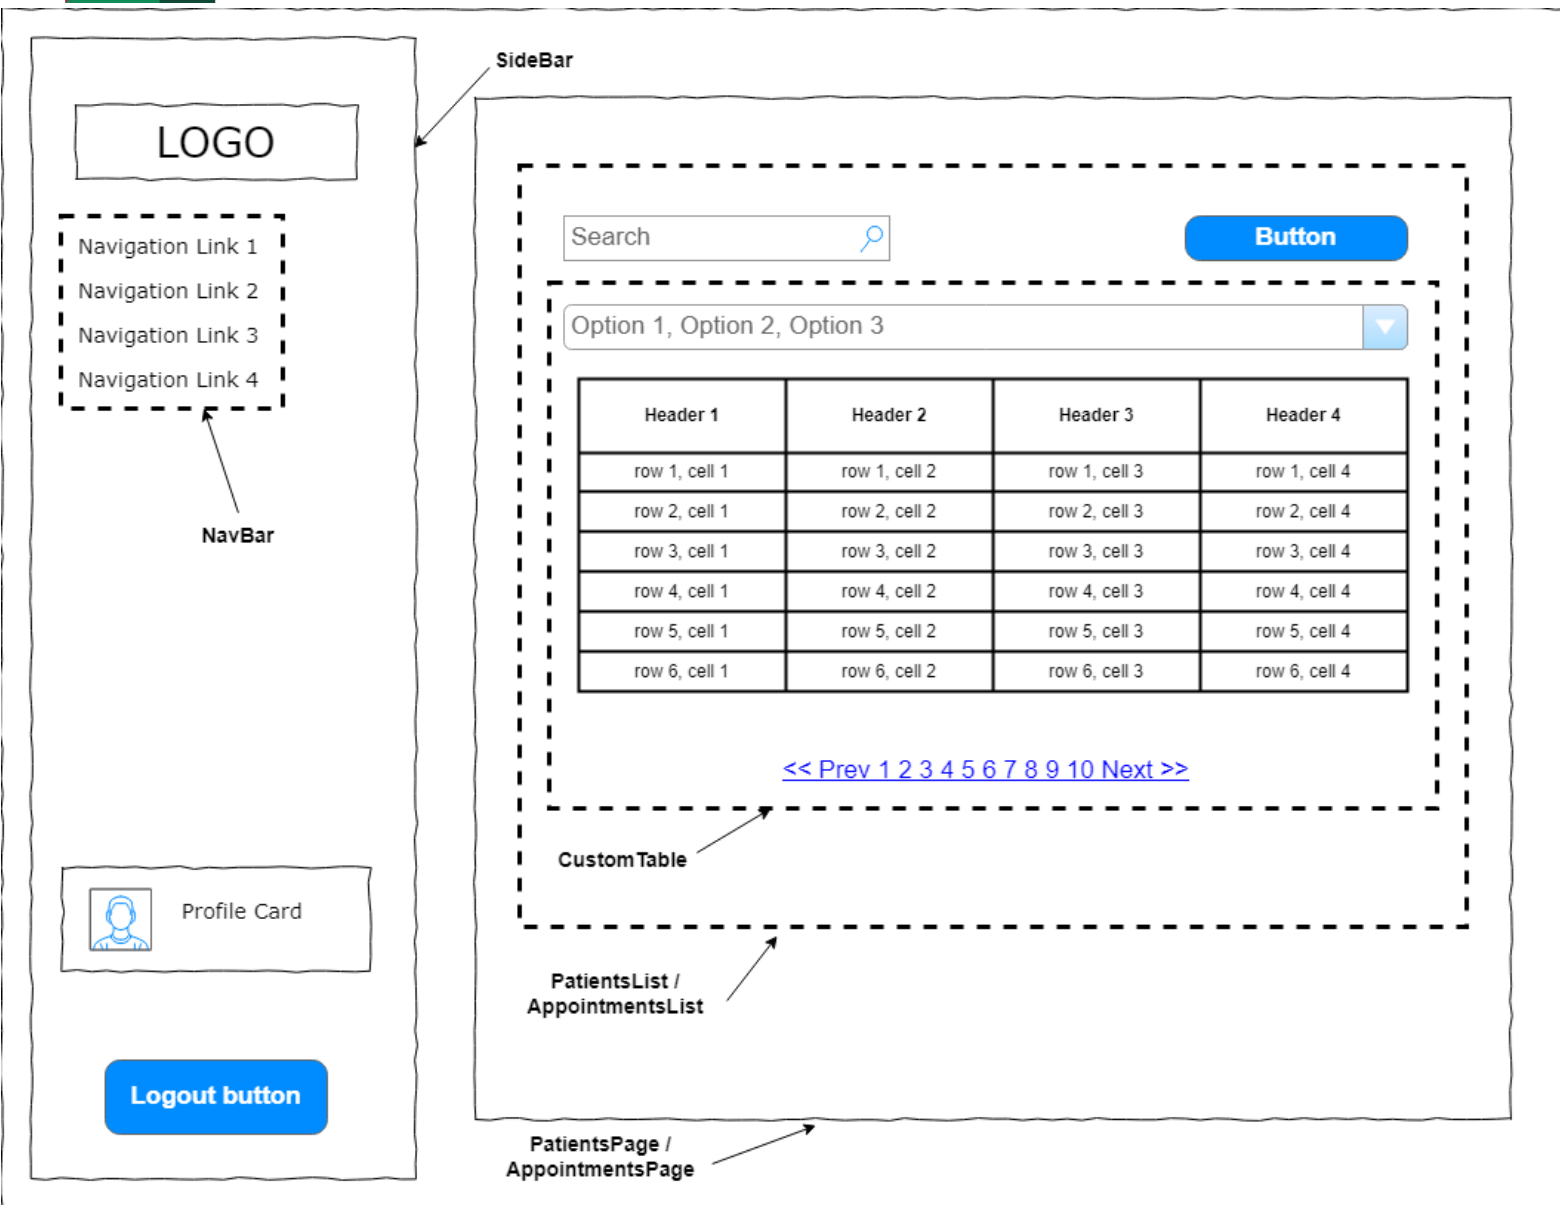 SideBar
LOGO
Navigation Link 1
Navigation Link 2
Navigation Link 3
Navigation Link 4
NavBar
Profile Card
Logout button
Search
Button
Option 1, Option 2, Option 3
Header 1 Header 2 Header 3 Header 4
row 1, cell 1 row 1, cell 2 row 1, cell 3 row 1, cell 4
row 2, cell 1 row 2, cell 2 row 2, cell 3 row 2, cell 4
row 3, cell 1 row 3, cell 2 row 3, cell 3 row 3, cell 4
row 4, cell 1 row 4, cell 2 row 4, cell 3 row 4, cell 4
row 5, cell 1 row 5, cell 2 row 5, cell 3 row 5, cell 4
row 6, cell 1 row 6, cell 2 row 6, cell 3 row 6, cell 4
<< Prev 1 2 3 4 5 6 7 8 9 10 Next >>
CustomTable
PatientsList /
AppointmentsList
PatientsPage /
AppointmentsPage